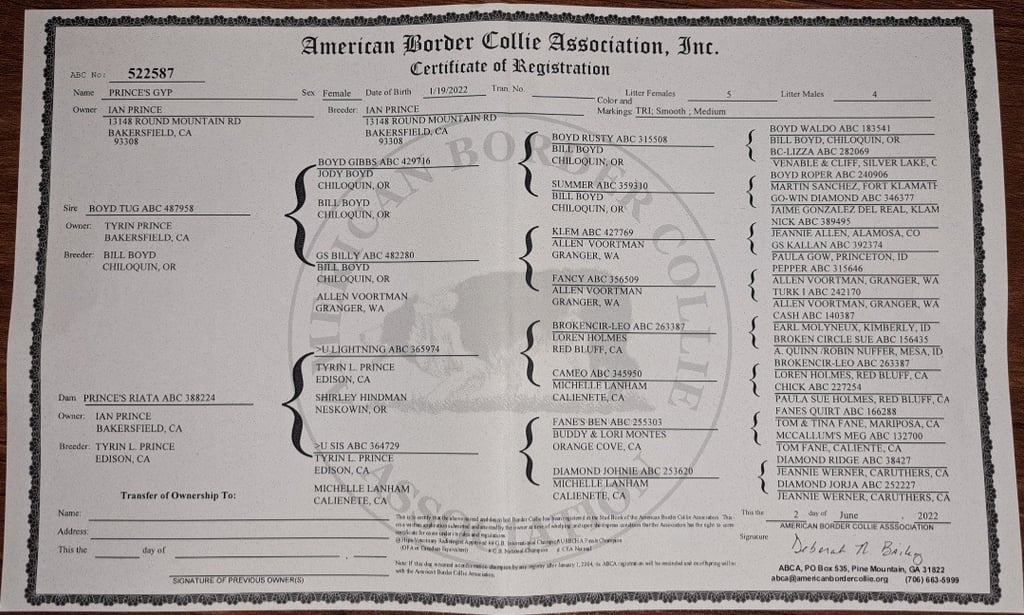 American Border Collie Association, Inc.
Certificate of Registration
ABC No: 522587
Name PRINCE'S GYP Sex Female Date of Birth 1/19/2022 Tran. No. Litter Females 5 Litter Males 4
Owner IAN PRINCE Breeder: IAN PRINCE Color and Markings: TRI; Smooth ; Medium
13148 ROUND MOUNTAIN RD 13148 ROUND MOUNTAIN RD
BAKERSFIELD, CA BAKERSFIELD, CA
93308 93308
Sire BOYD TUG ABC 487958
Owner: TYRIN PRINCE
BAKERSFIELD, CA
Breeder: BILL BOYD
CHILOQUIN, OR
Dam PRINCE'S RIATA ABC 388224
Owner: IAN PRINCE
BAKERSFIELD, CA
Breeder: TYRIN L. PRINCE
EDISON, CA
BOYD GIBBS ABC 429716
JODY BOYD
CHILOQUIN, OR
BILL BOYD
CHILOQUIN, OR
GS BILLY ABC 482280
BILL BOYD
CHILOQUIN, OR
ALLEN VOORTMAN
GRANGER, WA
>U LIGHTNING ABC 365974
TYRIN L. PRINCE
EDISON, CA
SHIRLEY HINDMAN
NESKOWIN, OR
>U SIS ABC 364729
TYRIN L. PRINCE
EDISON, CA
MICHELLE LANHAM
CALIENETE, CA
BOYD RUSTY ABC 315508
BILL BOYD
CHILOQUIN, OR
SUMMER ABC 359310
BILL BOYD
CHILOQUIN, OR
KLEM ABC 427769
ALLEN VOORTMAN
GRANGER, WA
FANCY ABC 356509
ALLEN VOORTMAN
GRANGER, WA
BROKENCIR-LEO ABC 263387
LOREN HOLMES
RED BLUFF, CA
CAMEO ABC 345950
MICHELLE LANHAM
CALIENETE, CA
FANE'S BEN ABC 255303
BUDDY & LORI MONTES
ORANGE COVE, CA
DIAMOND JOHNIE ABC 253620
MICHELLE LANHAM
CALIENETE, CA
BOYD WALDO ABC 183541
BILL BOYD, CHILOQUIN, OR
BC-LIZZA ABC 282069
VENABLE & CLIFF, SILVER LAKE, C
BOYD ROPER ABC 240906
MARTIN SANCHEZ, FORT KLAMATH
GO-WIN DIAMOND ABC 346377
JAIME GONZALEZ DEL REAL, KLAM
NICK ABC 389495
JEANNIE ALLEN, ALAMOSA, CO
GS KALLAN ABC 392374
PAULA GOW, PRINCETON, ID
PEPPER ABC 315646
ALLEN VOORTMAN, GRANGER, WA
TURK I ABC 242170
ALLEN VOORTMAN, GRANGER, WA
CASH ABC 140387
EARL MOLYNEUX, KIMBERLY, ID
BROKEN CIRCLE SUE ABC 156435
A. QUINN /ROBIN NUFFER, MESA, ID
BROKENCIR-LEO ABC 263387
LOREN HOLMES, RED BLUFF, CA
CHICK ABC 227254
PAULA SUE HOLMES, RED BLUFF, CA
FANES QUIRT ABC 166288
TOM & TINA FANE, MARIPOSA, CA
MCCALLUM'S MEG ABC 132700
TOM FANE, CALIENTE, CA
DIAMOND RIDGE ABC 38427
JEANNIE WERNER, CARUTHERS, CA
DIAMOND JORJA ABC 252227
JEANNIE WERNER, CARUTHERS, CA
AMERICAN BORDER COLLIE ASSOCIATION
Transfer of Ownership To:
Name:
Address:
This the day of , .
SIGNATURE OF PREVIOUS OWNER(S)
This the 2 day of June 2022
AMERICAN BORDER COLLIE ASSSOCIATION
Signature
ABCA, PO Box 535, Pine Mountain, GA 31822
abca@americanbordercollie.org (706) 663-5999